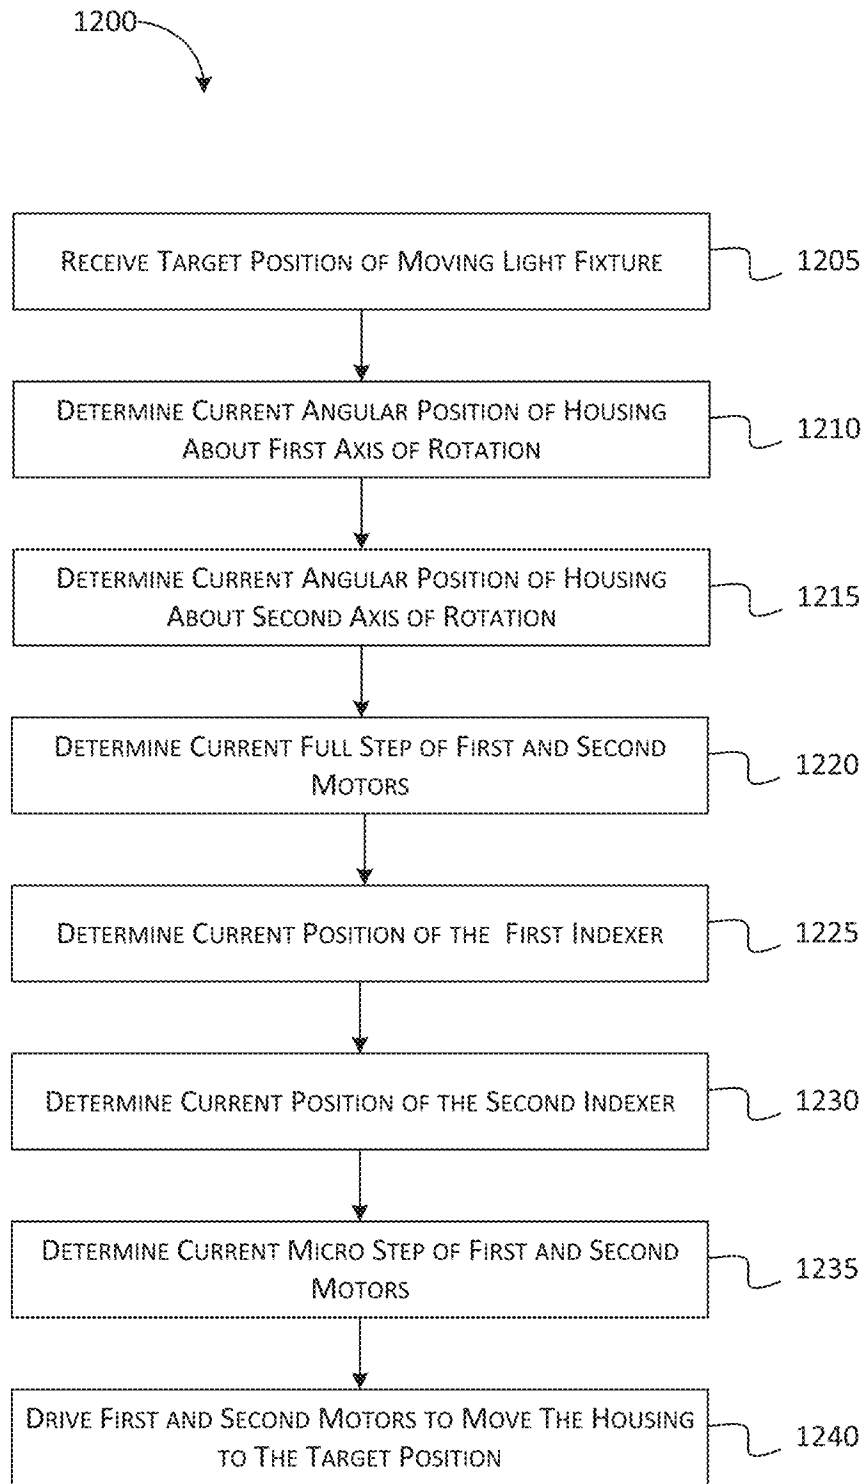 1200
RECEIVE TARGET POSITION OF MOVING LIGHT FIXTURE
1205
DETERMINE CURRENT ANGULAR POSITION OF HOUSING
ABOUT FIRST AXIS OF ROTATION
1210
DETERMINE CURRENT ANGULAR POSITION OF HOUSING
ABOUT SECOND AXIS OF ROTATION
1215
DETERMINE CURRENT FULL STEP OF FIRST AND SECOND
MOTORS
1220
DETERMINE CURRENT POSITION OF THE FIRST INDEXER
1225
DETERMINE CURRENT POSITION OF THE SECOND INDEXER
1230
DETERMINE CURRENT MICRO STEP OF FIRST AND SECOND
MOTORS
1235
DRIVE FIRST AND SECOND MOTORS TO MOVE THE HOUSING
TO THE TARGET POSITION
1240